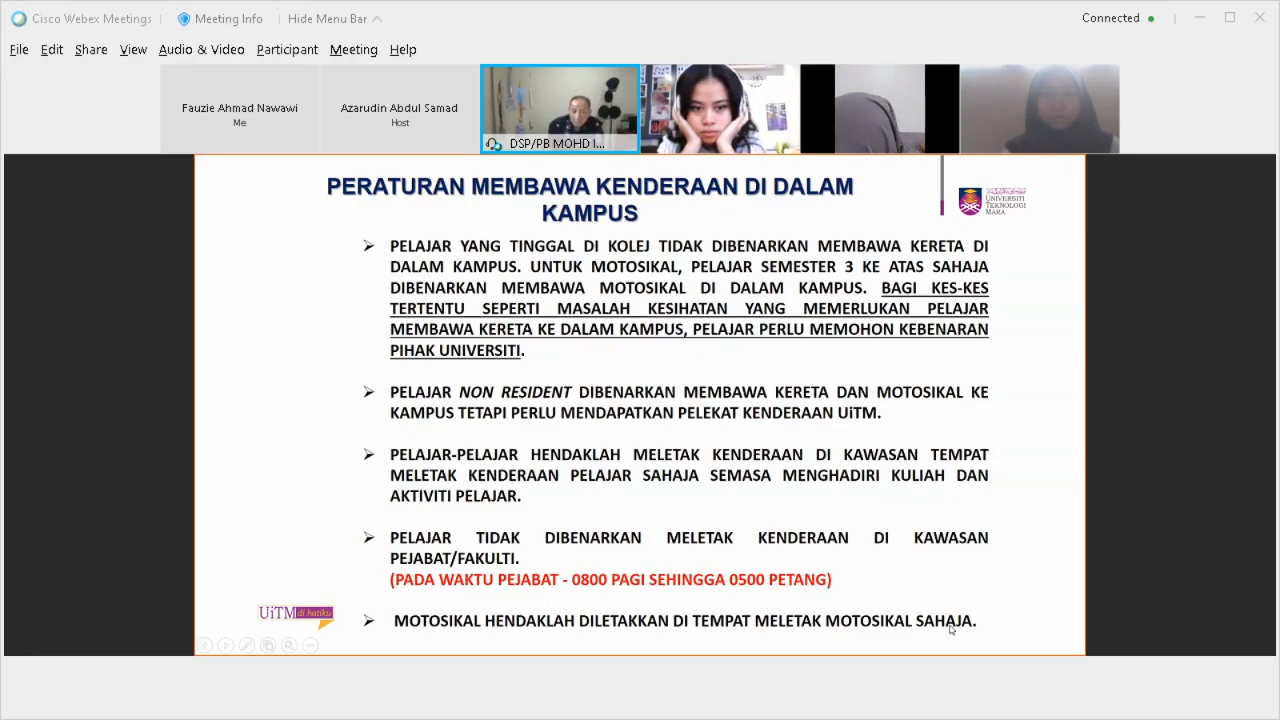 Cisco Webex Meetings
Meeting Info
Hide Menu Bar
Connected
File Edit Share View Audio & Video Participant Meeting Help
Fauzie Ahmad Nawawi
Me
Azarudin Abdul Samad
Host
DSP/PB MOHD I...
PERATURAN MEMBAWA KENDERAAN DI DALAM
KAMPUS
UNIVERSITI
TEKNOLOGI
MARA
➢ PELAJAR YANG TINGGAL DI KOLEJ TIDAK DIBENARKAN MEMBAWA KERETA DI
DALAM KAMPUS. UNTUK MOTOSIKAL, PELAJAR SEMESTER 3 KE ATAS SAHAJA
DIBENARKAN MEMBAWA MOTOSIKAL DI DALAM KAMPUS. BAGI KES-KES
TERTENTU SEPERTI MASALAH KESIHATAN YANG MEMERLUKAN PELAJAR
MEMBAWA KERETA KE DALAM KAMPUS, PELAJAR PERLU MEMOHON KEBENARAN
PIHAK UNIVERSITI.
➢ PELAJAR NON RESIDENT DIBENARKAN MEMBAWA KERETA DAN MOTOSIKAL KE
KAMPUS TETAPI PERLU MENDAPATKAN PELEKAT KENDERAAN UiTM.
➢ PELAJAR-PELAJAR HENDAKLAH MELETAK KENDERAAN DI KAWASAN TEMPAT
MELETAK KENDERAAN PELAJAR SAHAJA SEMASA MENGHADIRI KULIAH DAN
AKTIVITI PELAJAR.
➢ PELAJAR TIDAK DIBENARKAN MELETAK KENDERAAN DI KAWASAN
PEJABAT/FAKULTI.
(PADA WAKTU PEJABAT - 0800 PAGI SEHINGGA 0500 PETANG)
➢ MOTOSIKAL HENDAKLAH DILETAKKAN DI TEMPAT MELETAK MOTOSIKAL SAHAJA.
UiTM di hatiku